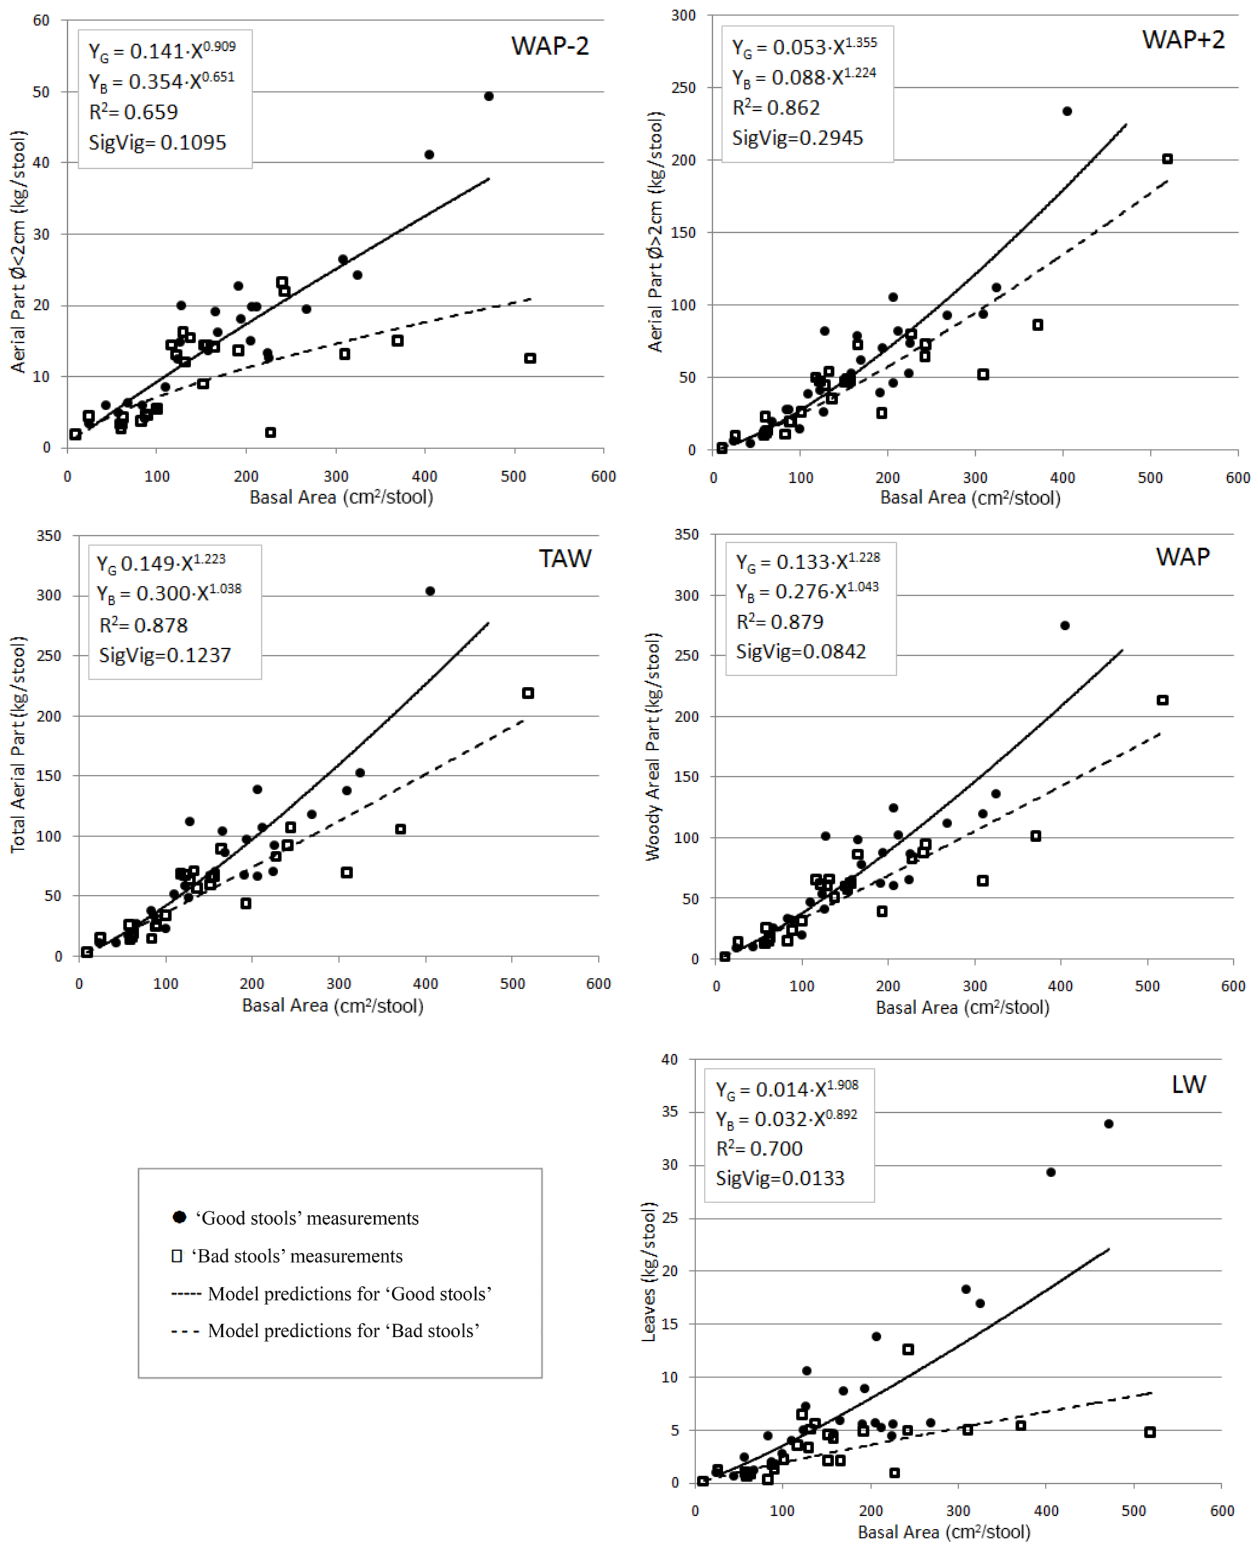 WAP-2
Y_G = 0.141·X^0.909
Y_B = 0.354·X^0.651
R²= 0.659
SigVig= 0.1095
60
50
40
30
20
10
0
Aerial Part Ø<2cm (kg/stool)
0 100 200 300 400 500 600
Basal Area (cm²/stool)
WAP+2
Y_G = 0.053·X^1.355
Y_B = 0.088·X^1.224
R² = 0.862
SigVig=0.2945
300
250
200
150
100
50
0
Aerial Part Ø>2cm (kg/stool)
0 100 200 300 400 500 600
Basal Area (cm²/stool)
TAW
Y_G 0.149·X^1.223
Y_B = 0.300·X^1.038
R²= 0.878
SigVig=0.1237
350
300
250
200
150
100
50
0
Total Aerial Part (kg/stool)
0 100 200 300 400 500 600
Basal Area (cm²/stool)
WAP
Y_G = 0.133·X^1.228
Y_B = 0.276·X^1.043
R² = 0.879
SigVig=0.0842
350
300
250
200
150
100
50
0
Woody Areal Part (kg/stool)
0 100 200 300 400 500 600
Basal Area (cm²/stool)
LW
Y_G = 0.014·X^1.908
Y_B = 0.032·X^0.892
R²= 0.700
SigVig=0.0133
40
35
30
25
20
15
10
5
0
Leaves (kg/stool)
0 100 200 300 400 500 600
Basal Area (cm²/stool)
‘Good stools’ measurements
‘Bad stools’ measurements
Model predictions for ‘Good stools’
Model predictions for ‘Bad stools’